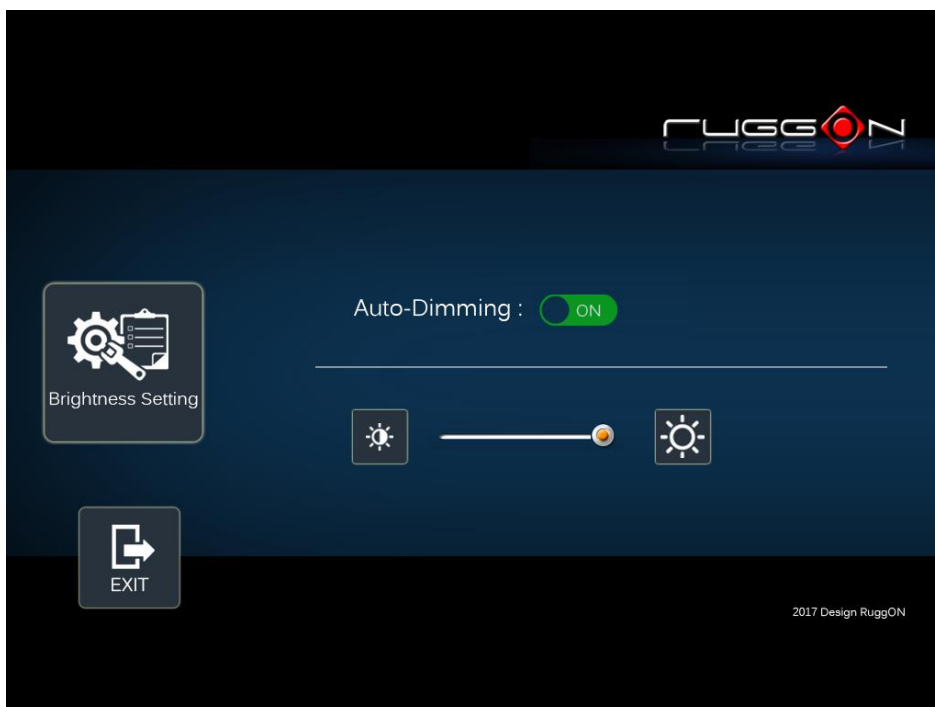 ruggON
Auto-Dimming : ON
Brightness Setting
EXIT
2017 Design RuggON